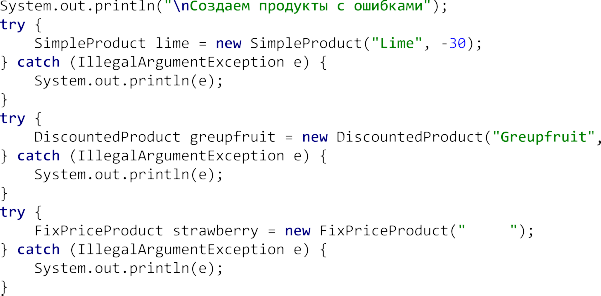 System.out.println("\nСоздаем продукты с ошибками");
try {
    SimpleProduct lime = new SimpleProduct("Lime", -30);
} catch (IllegalArgumentException e) {
    System.out.println(e);
}
try {
    DiscountedProduct greupfruit = new DiscountedProduct("Greupfruit",
} catch (IllegalArgumentException e) {
    System.out.println(e);
}
try {
    FixPriceProduct strawberry = new FixPriceProduct("     ");
} catch (IllegalArgumentException e) {
    System.out.println(e);
}